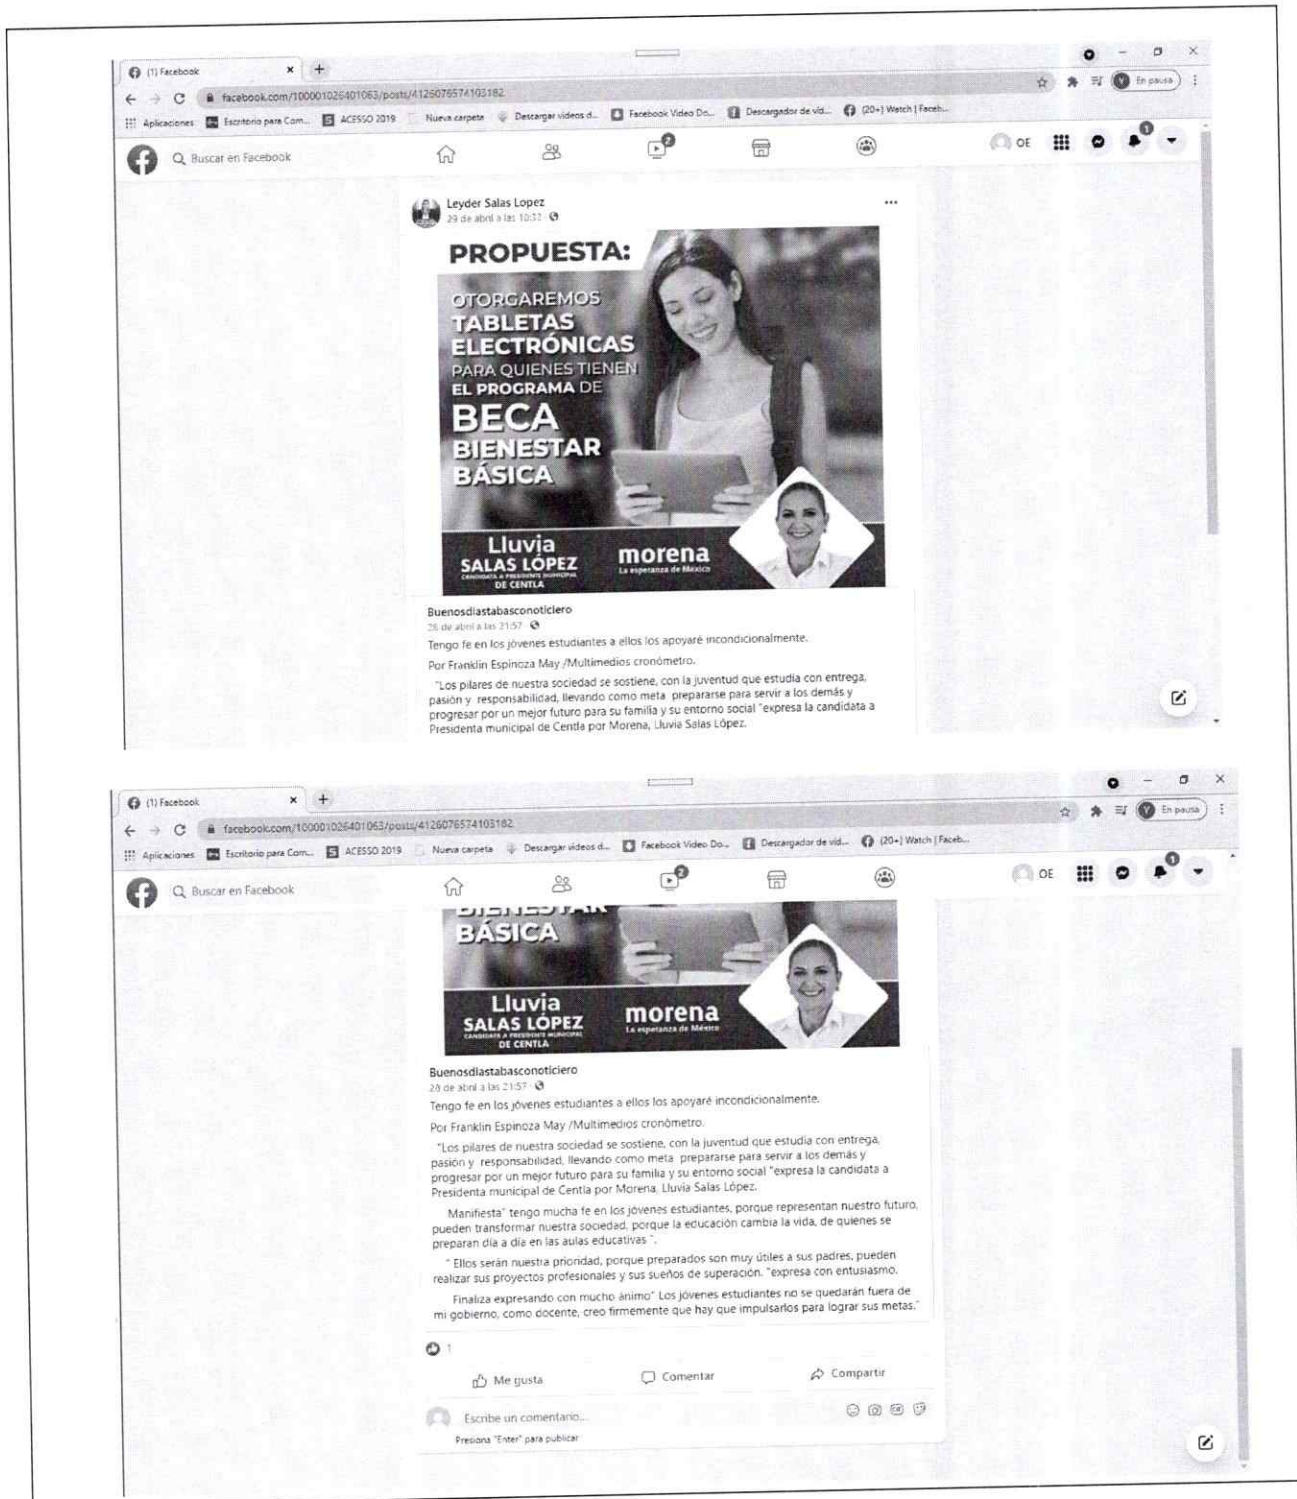 (1) Facebook
facebook.com/100001026401063/posts/4126076574103182
En pausa
Aplicaciones
Escritorio para Com...
ACESSO 2019
Nueva carpeta
Descargar videos d...
Facebook Video Do...
Descargador de vid...
(20+) Watch | Faceb...
Buscar en Facebook
2
OE
1
Leyder Salas Lopez
29 de abril a las 10:32
PROPUESTA:
OTORGAREMOS
TABLETAS
ELECTRÓNICAS
PARA QUIENES TIENEN
EL PROGRAMA DE
BECA
BIENESTAR
BÁSICA
Lluvia
SALAS LÓPEZ
CANDIDATA A PRESIDENTE MUNICIPAL
DE CENTLA
morena
La esperanza de México
Buenosdiastabasconoticiero
28 de abril a las 21:57
Tengo fe en los jóvenes estudiantes a ellos los apoyaré incondicionalmente.
Por Franklin Espinoza May /Multimedios cronómetro.
"Los pilares de nuestra sociedad se sostiene, con la juventud que estudia con entrega,
pasión y responsabilidad, llevando como meta prepararse para servir a los demás y
progresar por un mejor futuro para su familia y su entorno social "expresa la candidata a
Presidenta municipal de Centla por Morena, Lluvia Salas López.
(1) Facebook
facebook.com/100001026401063/posts/4126076574103182
En pausa
Aplicaciones
Escritorio para Com...
ACESSO 2019
Nueva carpeta
Descargar videos d...
Facebook Video Do...
Descargador de vid...
(20+) Watch | Faceb...
Buscar en Facebook
2
OE
1
BIENESTAR
BÁSICA
Lluvia
SALAS LÓPEZ
CANDIDATA A PRESIDENTE MUNICIPAL
DE CENTLA
morena
La esperanza de México
Buenosdiastabasconoticiero
28 de abril a las 21:57
Tengo fe en los jóvenes estudiantes a ellos los apoyaré incondicionalmente.
Por Franklin Espinoza May /Multimedios cronómetro.
"Los pilares de nuestra sociedad se sostiene, con la juventud que estudia con entrega,
pasión y responsabilidad, llevando como meta prepararse para servir a los demás y
progresar por un mejor futuro para su familia y su entorno social "expresa la candidata a
Presidenta municipal de Centla por Morena, Lluvia Salas López.
Manifiesta" tengo mucha fe en los jóvenes estudiantes, porque representan nuestro futuro,
pueden transformar nuestra sociedad, porque la educación cambia la vida, de quienes se
preparan día a día en las aulas educativas ".
" Ellos serán nuestra prioridad, porque preparados son muy útiles a sus padres, pueden
realizar sus proyectos profesionales y sus sueños de superación. "expresa con entusiasmo.
Finaliza expresando con mucho ánimo" Los jóvenes estudiantes no se quedarán fuera de
mi gobierno, como docente, creo firmemente que hay que impulsarlos para lograr sus metas."
1
Me gusta
Comentar
Compartir
Escribe un comentario...
Presiona "Enter" para publicar